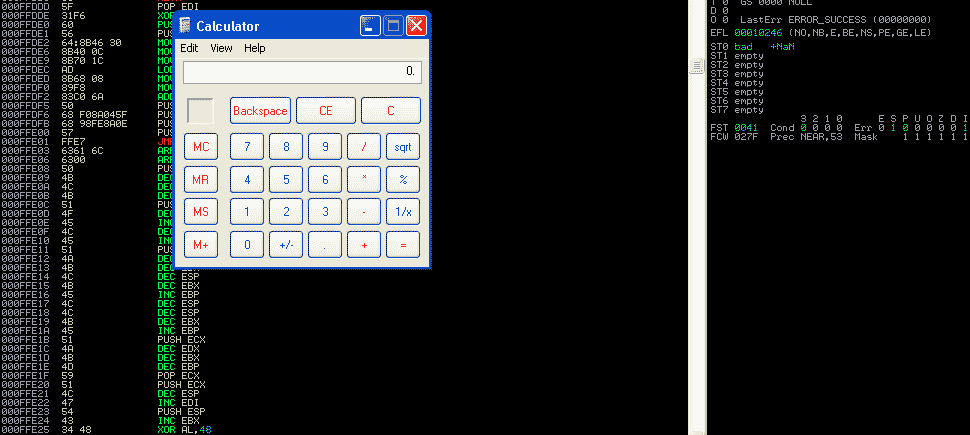 000FFDDD 5F POP EDI
000FFDDE 31F6 XOR
000FFDE0 60 PUS
000FFDE1 56 PUS
000FFDE2 64:8B46 30 MOV
000FFDE6 8B40 0C MOV
000FFDE9 8B70 1C MOV
000FFDEC AD LOD
000FFDED 8B68 08 MOV
000FFDF0 89F8 MOV
000FFDF2 83C0 6A ADD
000FFDF5 50 PUS
000FFDF6 68 F08A045F PUS
000FFDFB 68 98FE8A0E PUS
000FFE00 57 PUS
000FFE01 FFE7 JMP
000FFE03 6361 6C ARP
000FFE06 6300 ARP
000FFE08 50 PUS
000FFE09 4B DEC
000FFE0A 4C DEC
000FFE0B 4B DEC
000FFE0C 51 PUS
000FFE0D 4F DEC
000FFE0E 45 INC
000FFE0F 4C DEC
000FFE10 45 INC
000FFE11 51 PUS
000FFE12 4A DEC
000FFE13 4B DEC EBX
000FFE14 4C DEC ESP
000FFE15 4B DEC EBX
000FFE16 45 INC EBP
000FFE17 4C DEC ESP
000FFE18 4C DEC ESP
000FFE19 4B DEC EBX
000FFE1A 45 INC EBP
000FFE1B 51 PUSH ECX
000FFE1C 4A DEC EDX
000FFE1D 4B DEC EBX
000FFE1E 4D DEC EBP
000FFE1F 59 POP ECX
000FFE20 51 PUSH ECX
000FFE21 4C DEC ESP
000FFE22 47 INC EDI
000FFE23 54 PUSH ESP
000FFE24 43 INC EBX
000FFE25 34 48 XOR AL,48
Calculator
Edit View Help
0.
Backspace CE C
MC 7 8 9 / sqrt
MR 4 5 6 * %
MS 1 2 3 - 1/x
M+ 0 +/- . + =
T 0 GS 0000 NULL
D 0
O 0 LastErr ERROR_SUCCESS (00000000)
EFL 00010246 (NO,NB,E,BE,NS,PE,GE,LE)
ST0 bad +NaN
ST1 empty
ST2 empty
ST3 empty
ST4 empty
ST5 empty
ST6 empty
ST7 empty
3 2 1 0 E S P U O Z D I
FST 0041 Cond 0 0 0 0 Err 0 1 0 0 0 0 0 1
FCW 027F Prec NEAR,53 Mask 1 1 1 1 1 1